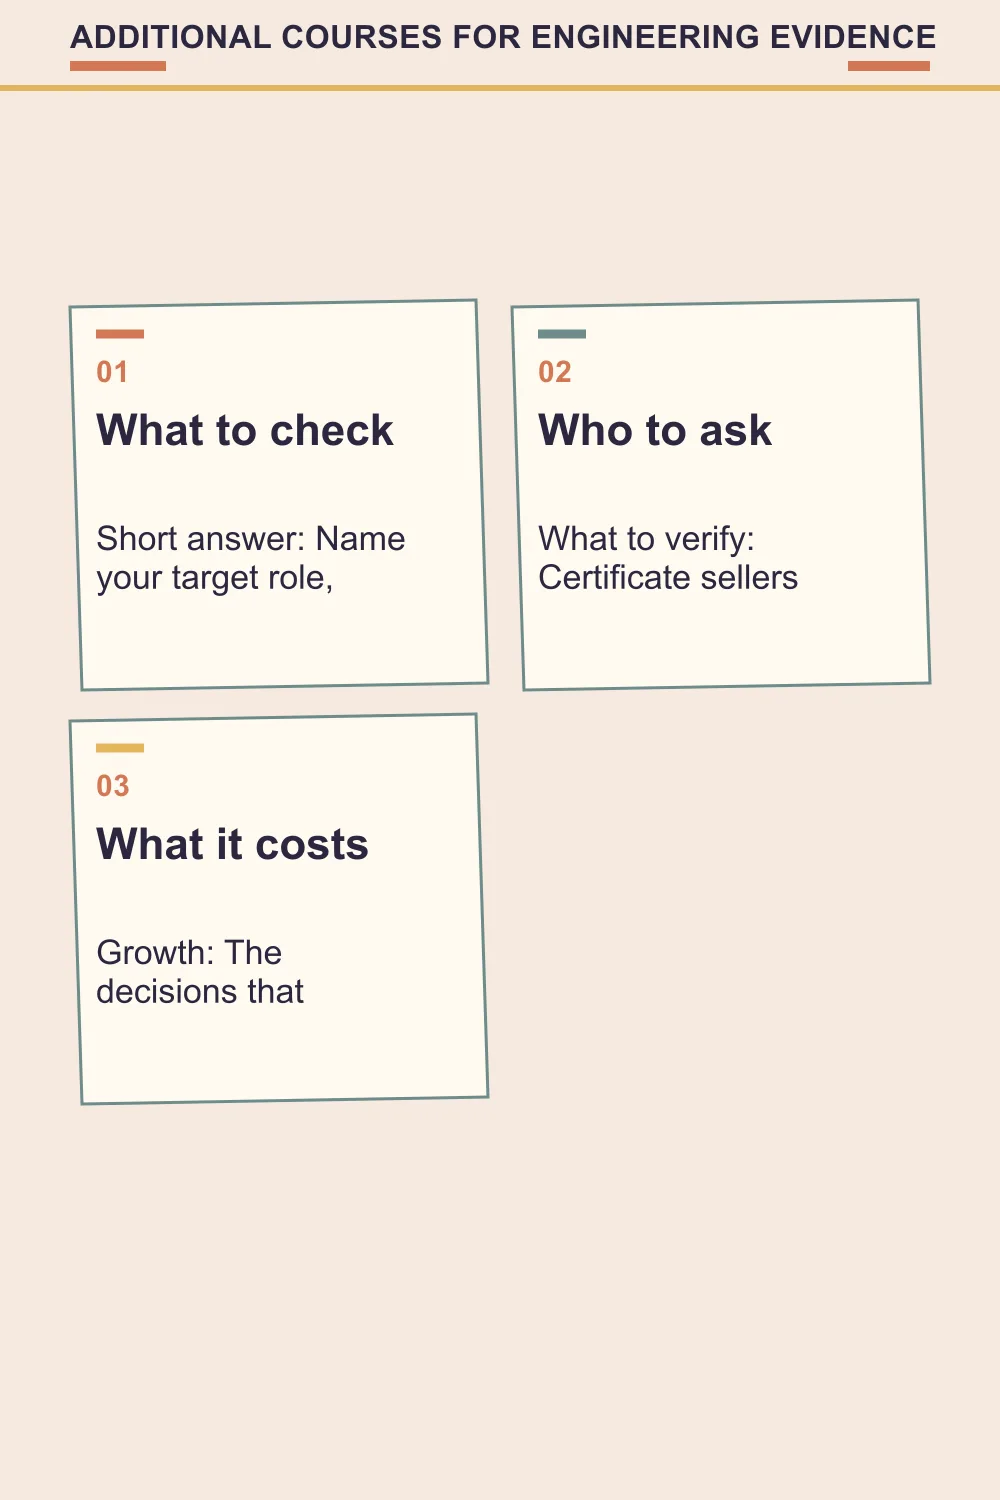 ADDITIONAL COURSES FOR ENGINEERING EVIDENCE
01
What to check
Short answer: Name
your target role,
02
Who to ask
What to verify:
Certificate sellers
03
What it costs
Growth: The
decisions that